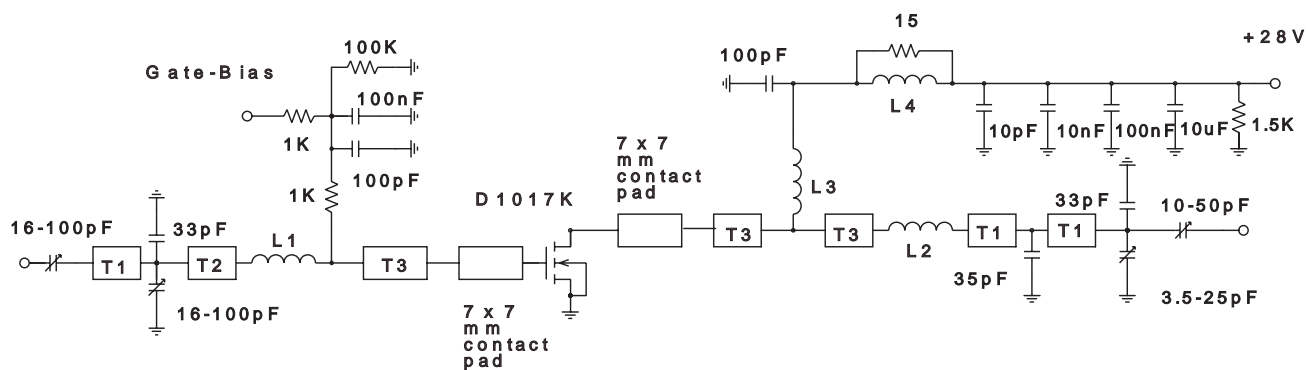 15
+28V
100K
100pF
Gate-Bias
100nF
L4
1K
10pF
10nF
100nF
10uF
1.5K
7 x 7
mm
contact
pad
100pF
1K
L3
D1017K
16-100pF
33pF
L1
33pF
10-50pF
T1
T2
T3
T3
T3
L2
T1
T1
35pF
16-100pF
3.5-25pF
7 x 7
mm
contact
pad